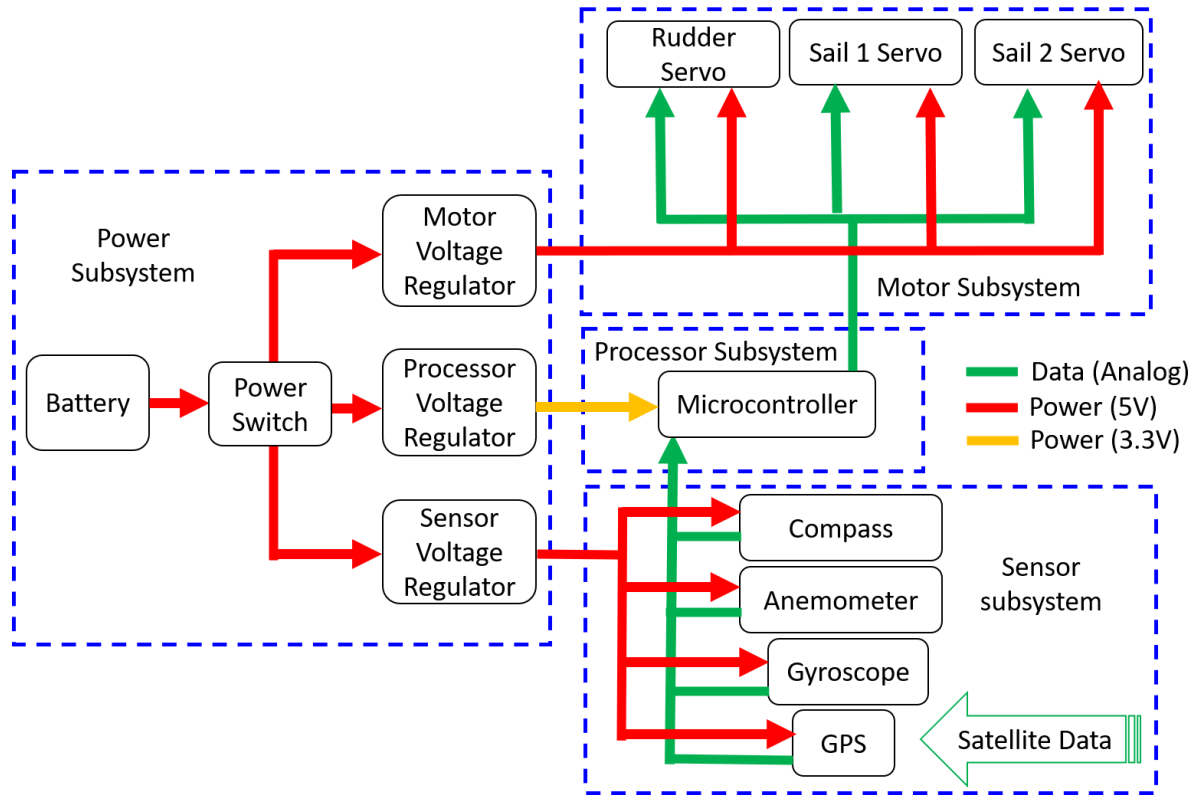 Rudder
Servo
Sail 1 Servo
Sail 2 Servo
Motor Subsystem
Power
Subsystem
Motor
Voltage
Regulator
Battery
Power
Switch
Processor
Voltage
Regulator
Sensor
Voltage
Regulator
Processor Subsystem
Microcontroller
Data (Analog)
Power (5V)
Power (3.3V)
Compass
Anemometer
Gyroscope
GPS
Sensor
subsystem
Satellite Data